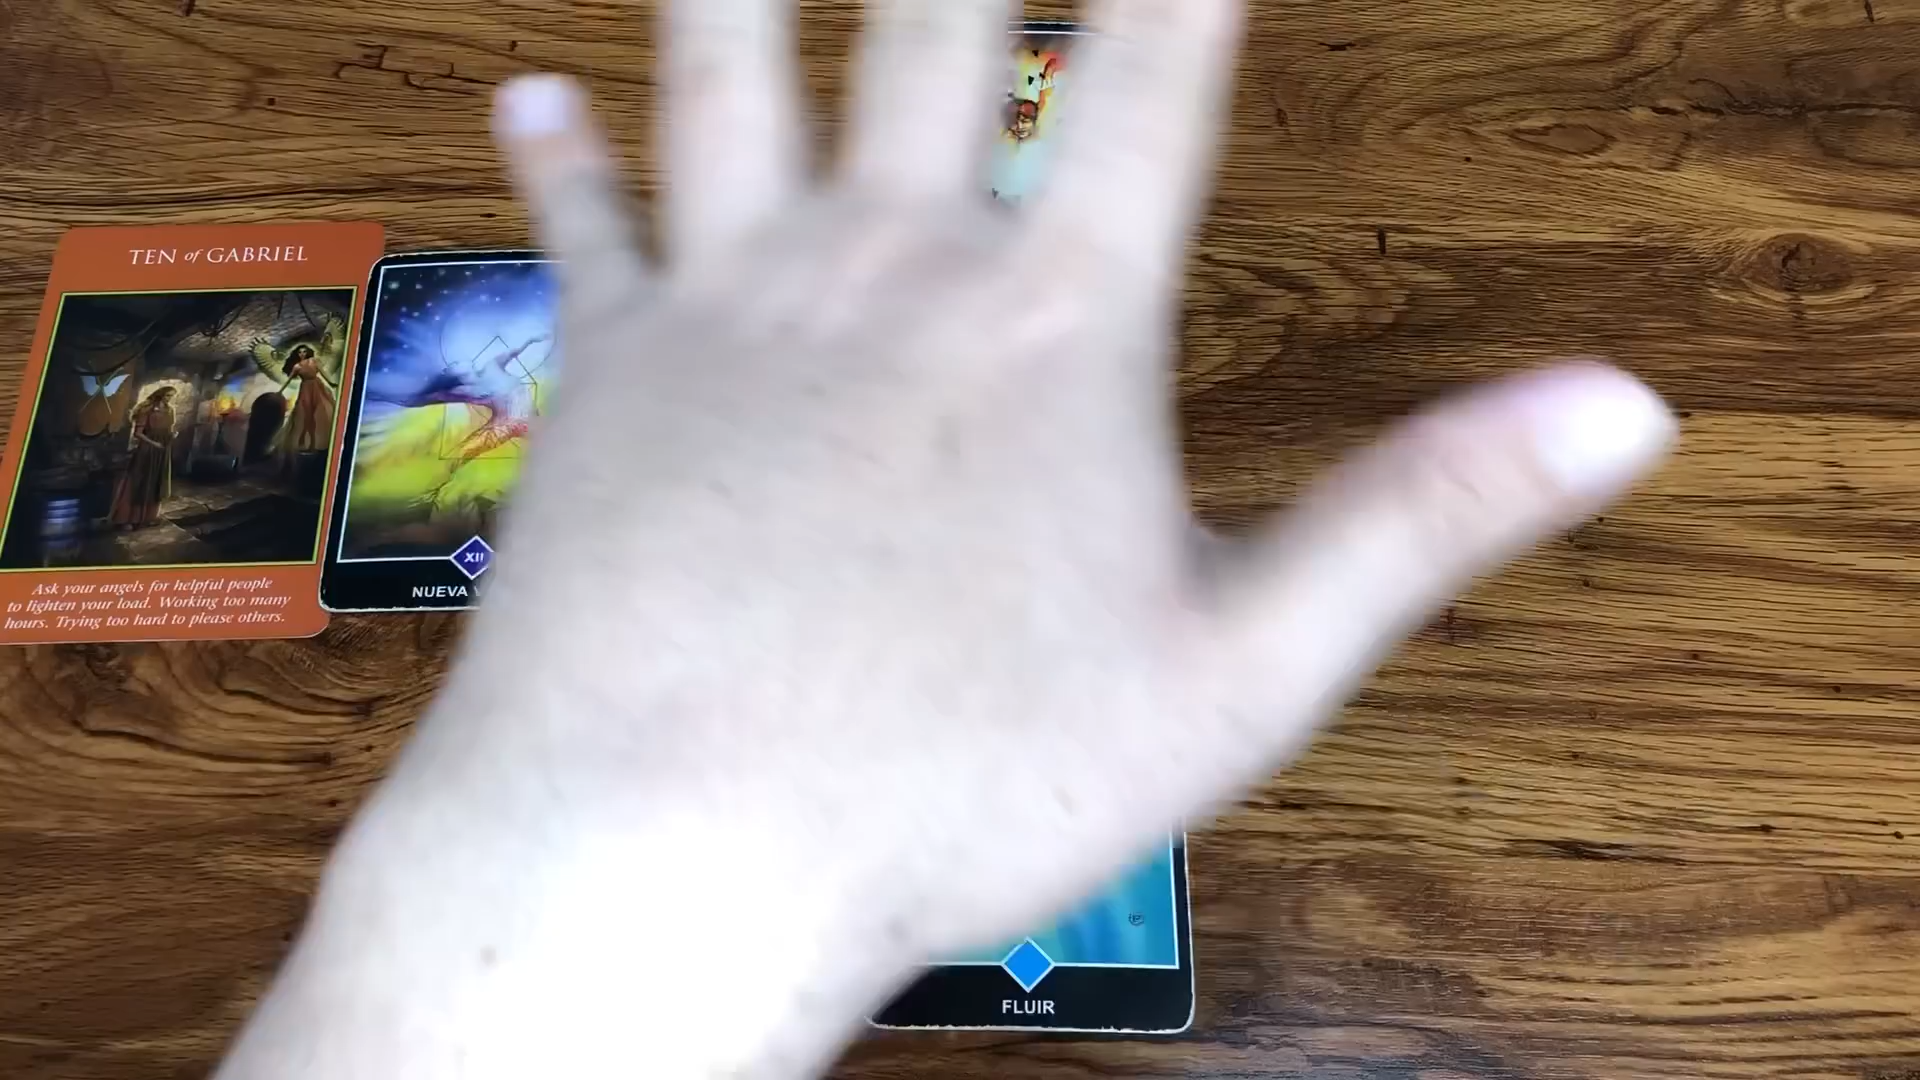 TEN of GABRIEL
Ask your angels for helpful people
to lighten your load. Working too many
hours. Trying too hard to please others.
XII
NUEVA
FLUIR